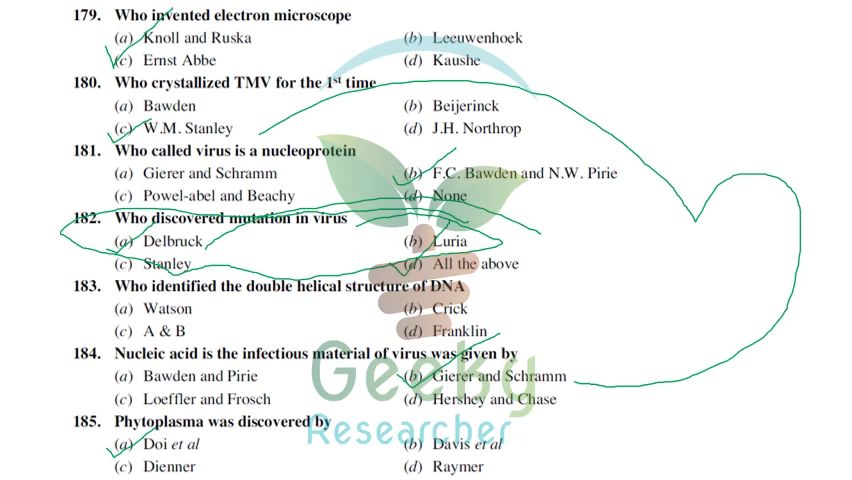 179. Who invented electron microscope
(a) Knoll and Ruska (b) Leeuwenhoek
(c) Ernst Abbe (d) Kaushe
180. Who crystallized TMV for the 1st time
(a) Bawden (b) Beijerinck
(c) W.M. Stanley (d) J.H. Northrop
181. Who called virus is a nucleoprotein
(a) Gierer and Schramm (b) F.C. Bawden and N.W. Pirie
(c) Powel-abel and Beachy (d) None
182. Who discovered mutation in virus
(a) Delbruck (b) Luria
(c) Stanley (d) All the above
183. Who identified the double helical structure of DNA
(a) Watson (b) Crick
(c) A & B (d) Franklin
184. Nucleic acid is the infectious material of virus was given by
(a) Bawden and Pirie (b) Gierer and Schramm
(c) Loeffler and Frosch (d) Hershey and Chase
185. Phytoplasma was discovered by
(a) Doi et al (b) Davis et al
(c) Dienner (d) Raymer
Geeky
Researcher